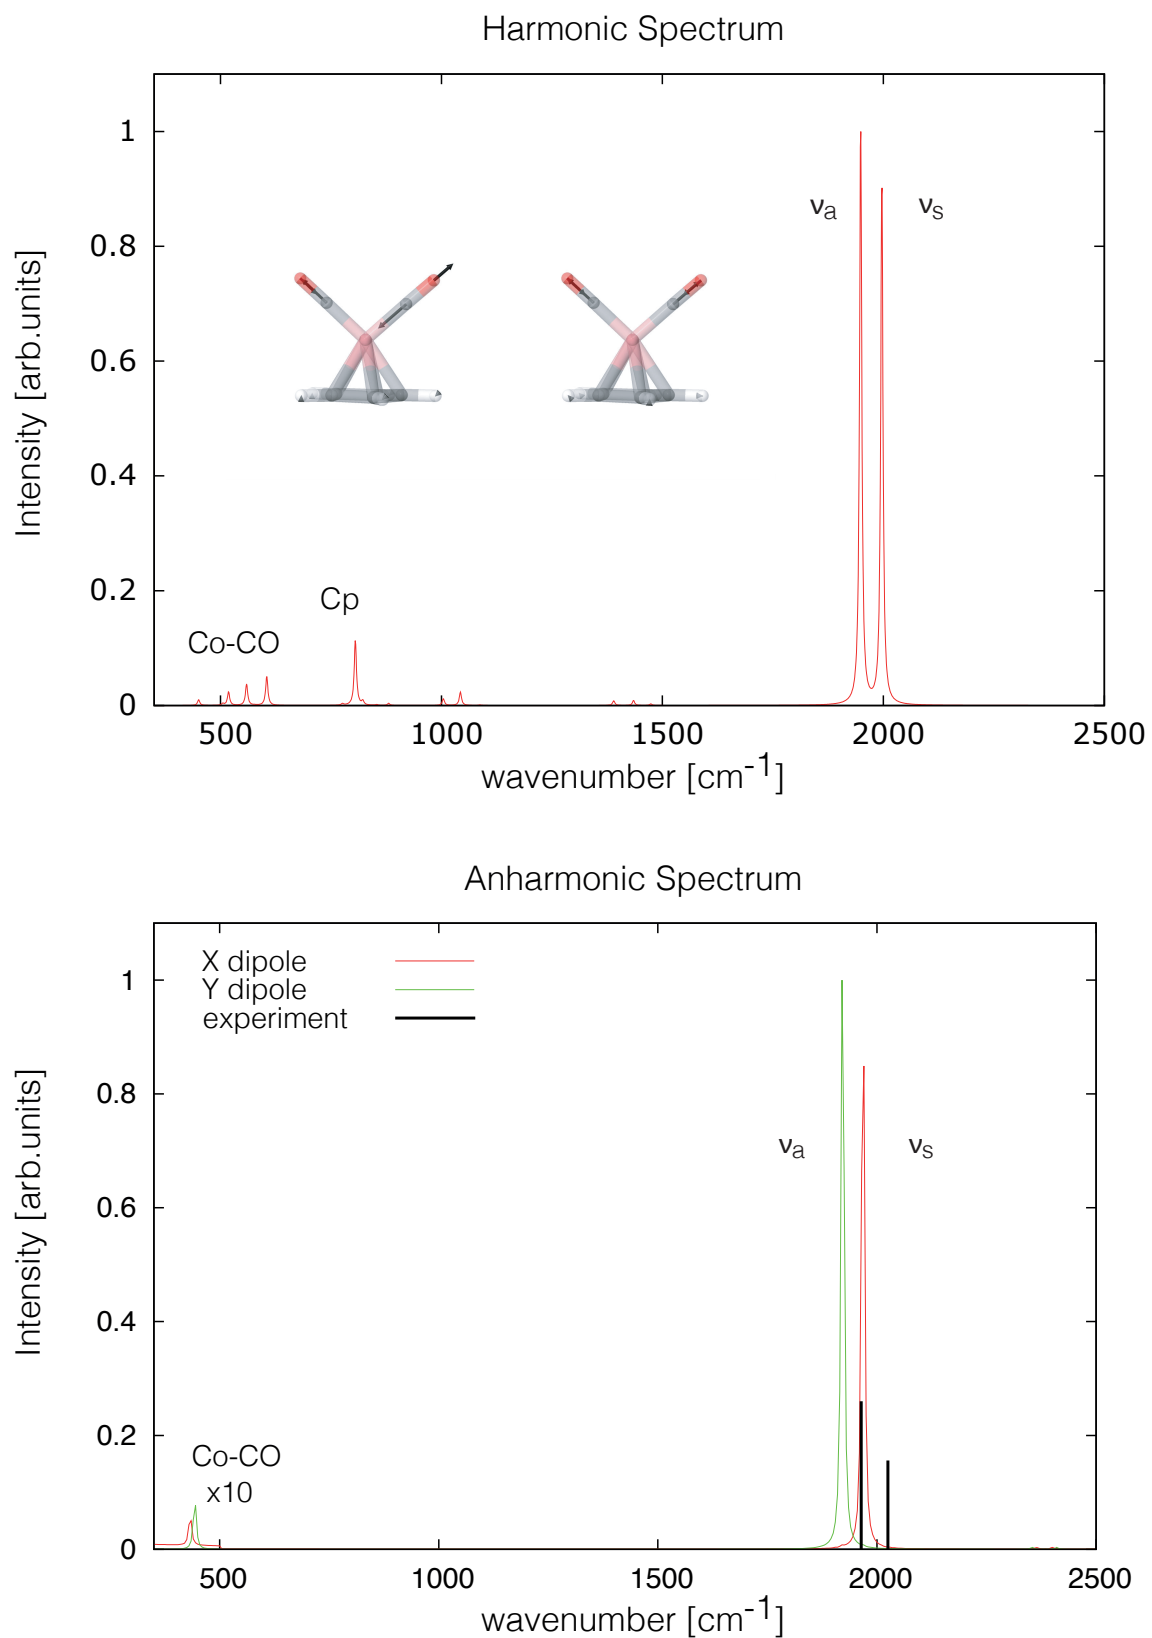 Harmonic Spectrum
Intensity [arb.units]
1
0.8
0.6
0.4
0.2
0
νa
νs
Cp
Co-CO
500
1000
1500
2000
2500
wavenumber [cm-1]
Anharmonic Spectrum
Intensity [arb.units]
X dipole
Y dipole
experiment
1
0.8
0.6
0.4
0.2
0
νa
νs
Co-CO
x10
500
1000
1500
2000
2500
wavenumber [cm-1]